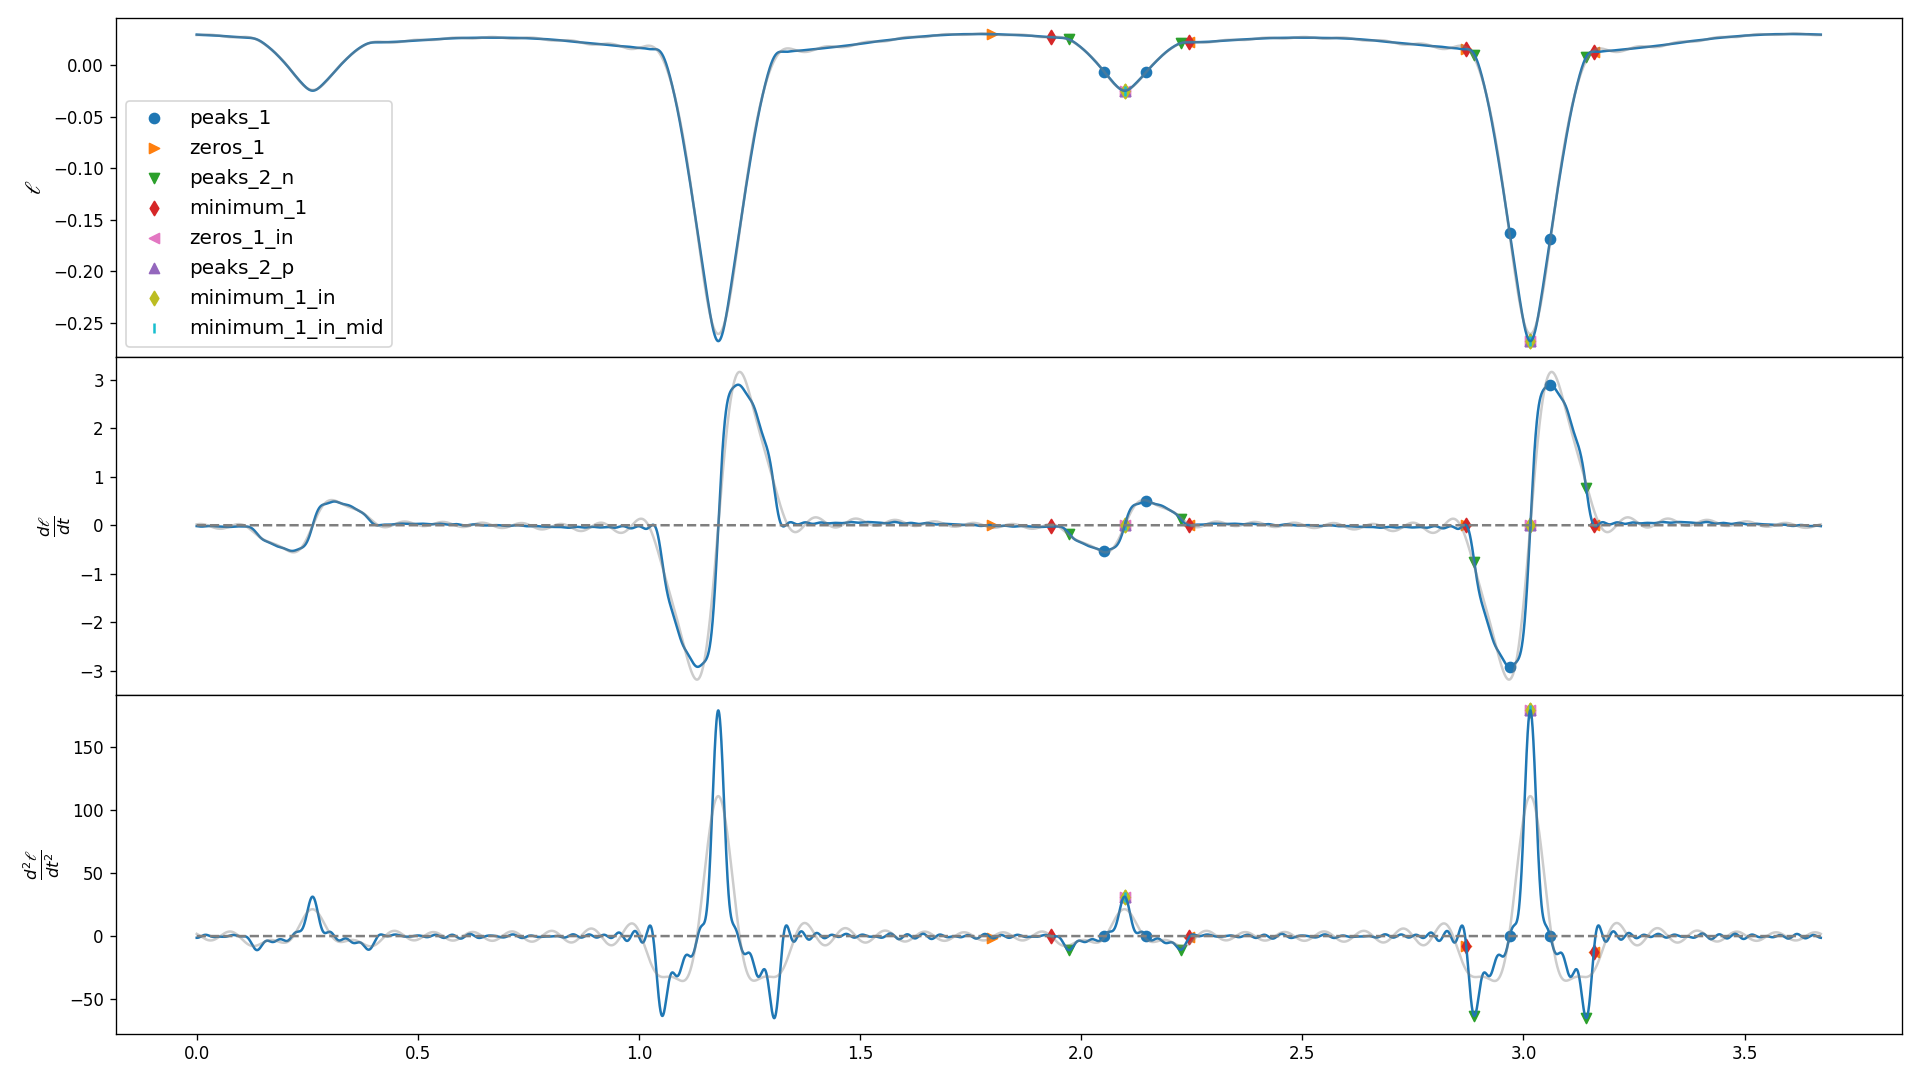 0.00
−0.05
−0.10
−0.15
−0.20
−0.25
ℓ
peaks_1
zeros_1
peaks_2_n
minimum_1
zeros_1_in
peaks_2_p
minimum_1_in
minimum_1_in_mid
3
2
1
0
−1
−2
−3
dℓ
dt
150
100
50
0
−50
d²ℓ
dt²
0.0 0.5 1.0 1.5 2.0 2.5 3.0 3.5